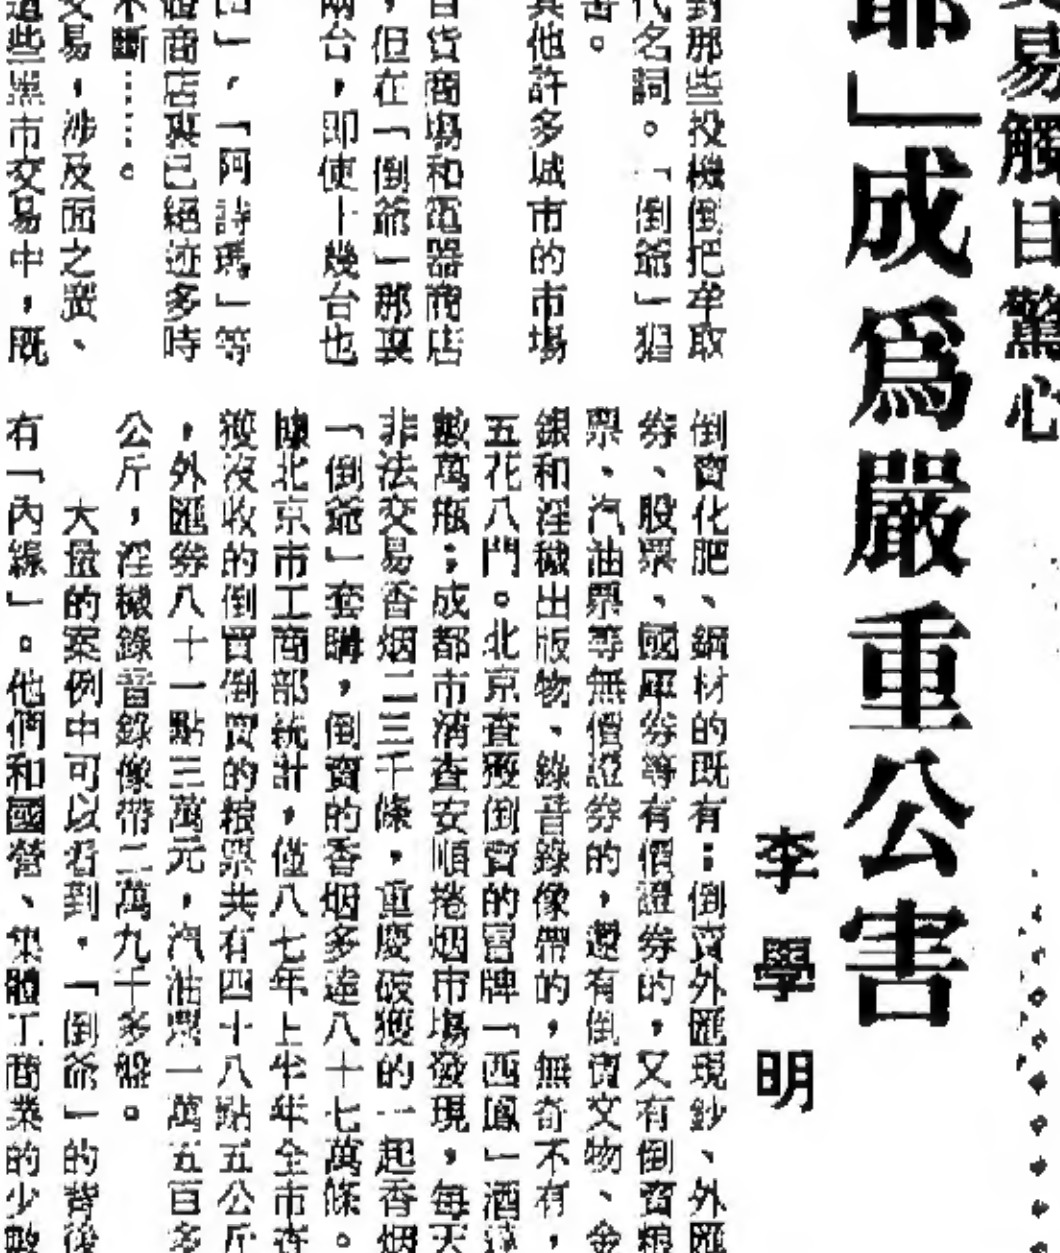 易觸目驚心
」成爲嚴重公害
李學明
對那些投機倒把牟取
代名詞。「倒爺」猖
害。
其他許多城市的市場
百貨商場和電器商店
，但在「倒爺」那裏
兩台，即使十幾台也
」，「阿詩瑪」等
商店裏已絕迹多時
不斷……。
交易，涉及面之廣、
這些黑市交易中，既
倒賣化肥、鋼材的既有；倒賣外匯現鈔、外匯
券、股票、國庫券等有價證券的，又有倒賣糧
票、汽油票等無價證券的，還有倒賣文物、金
銀和淫穢出版物、錄音錄像帶的，無奇不有，
五花八門。北京查獲倒賣的冒牌「西鳳」酒達
數萬瓶；成都市清查安順捲烟市場發現，每天
非法交易香烟二三千條，重慶破獲的一起香烟
「倒爺」套購，倒賣的香烟多達八十七萬條。
據北京市工商部統計，僅八七年上半年全市查
獲沒收的倒買倒賣的粮票共有四十八點五公斤
，外匯券八十一點三萬元，汽油票一萬五百多
公斤，淫穢錄音錄像帶二萬九千多盤。
大量的案例中可以看到，「倒爺」的背後
有「內線」。他們和國營、集體工商業的少數